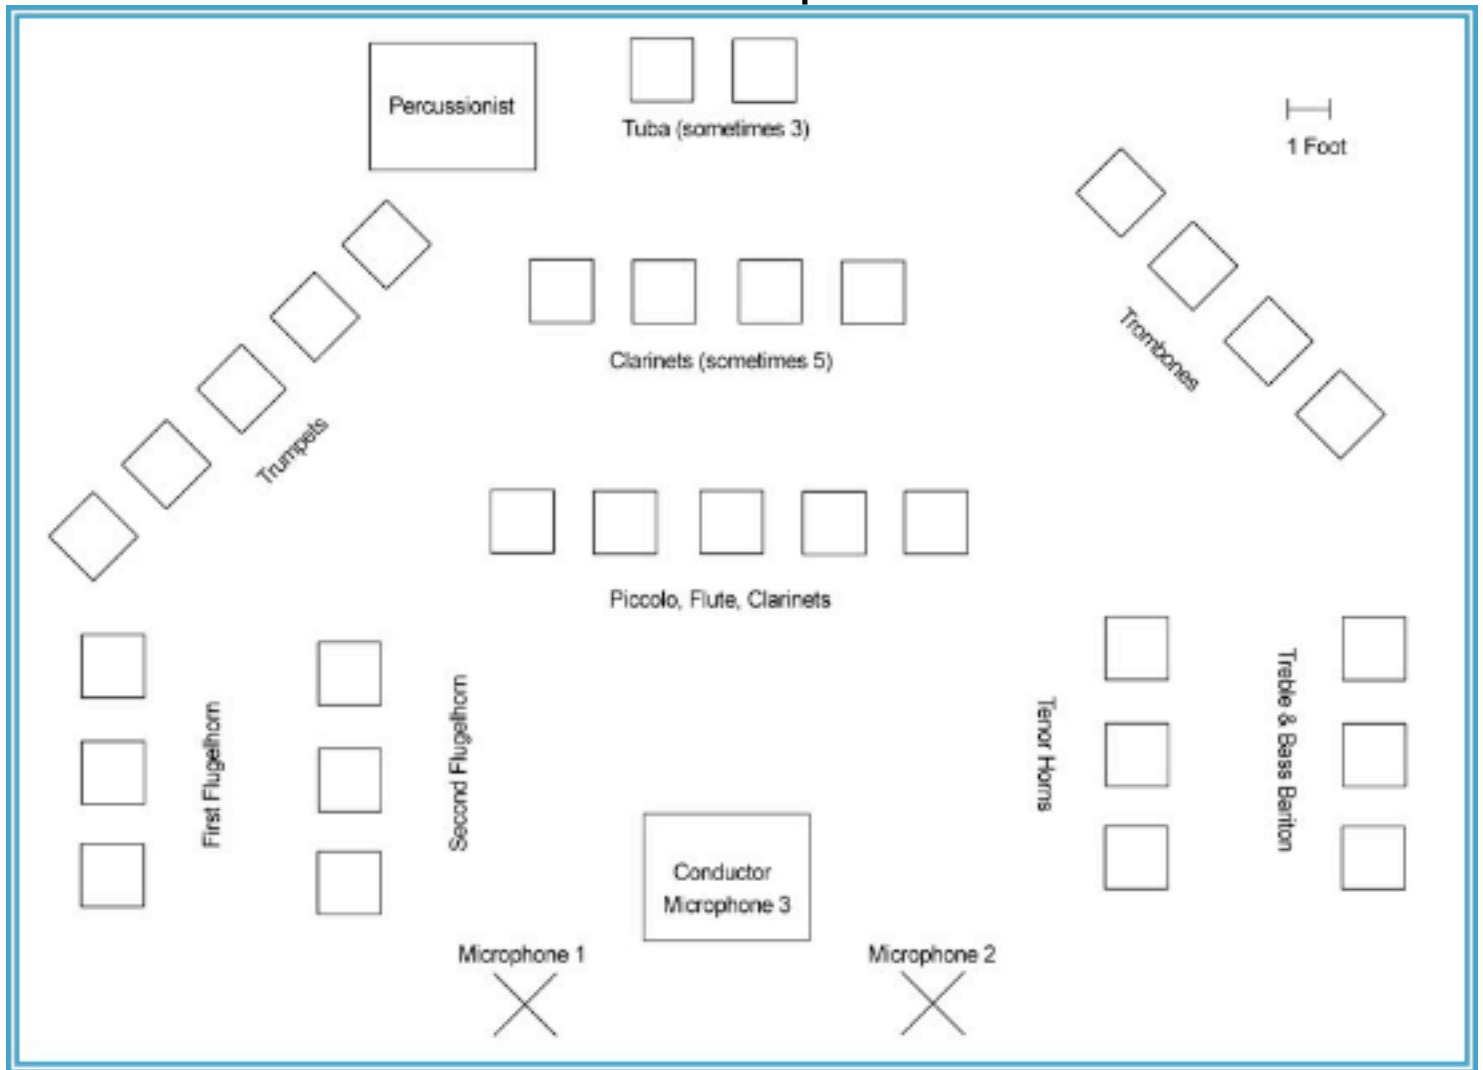 Percussionist
Tuba (sometimes 3)
1 Foot
Clarinets (sometimes 5)
Trombones
Trumpets
Piccolo, Flute, Clarinets
First Flugelhorn
Second Flugelhorn
Tenor Horns
Treble & Bass Bariton
Conductor
Microphone 3
Microphone 1
Microphone 2